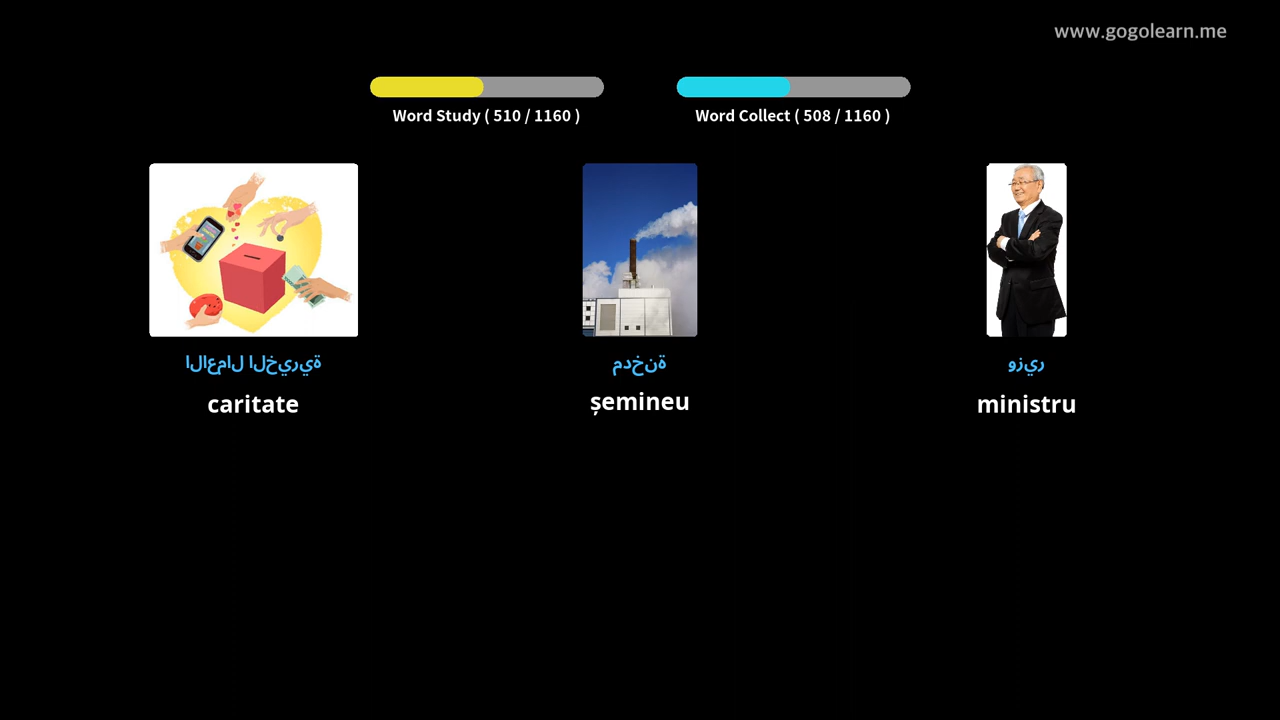 www.gogolearn.me
Word Study ( 510 / 1160 )
Word Collect ( 508 / 1160 )
الاعمال الخيرية
مدخنة
وزير
caritate
șemineu
ministru